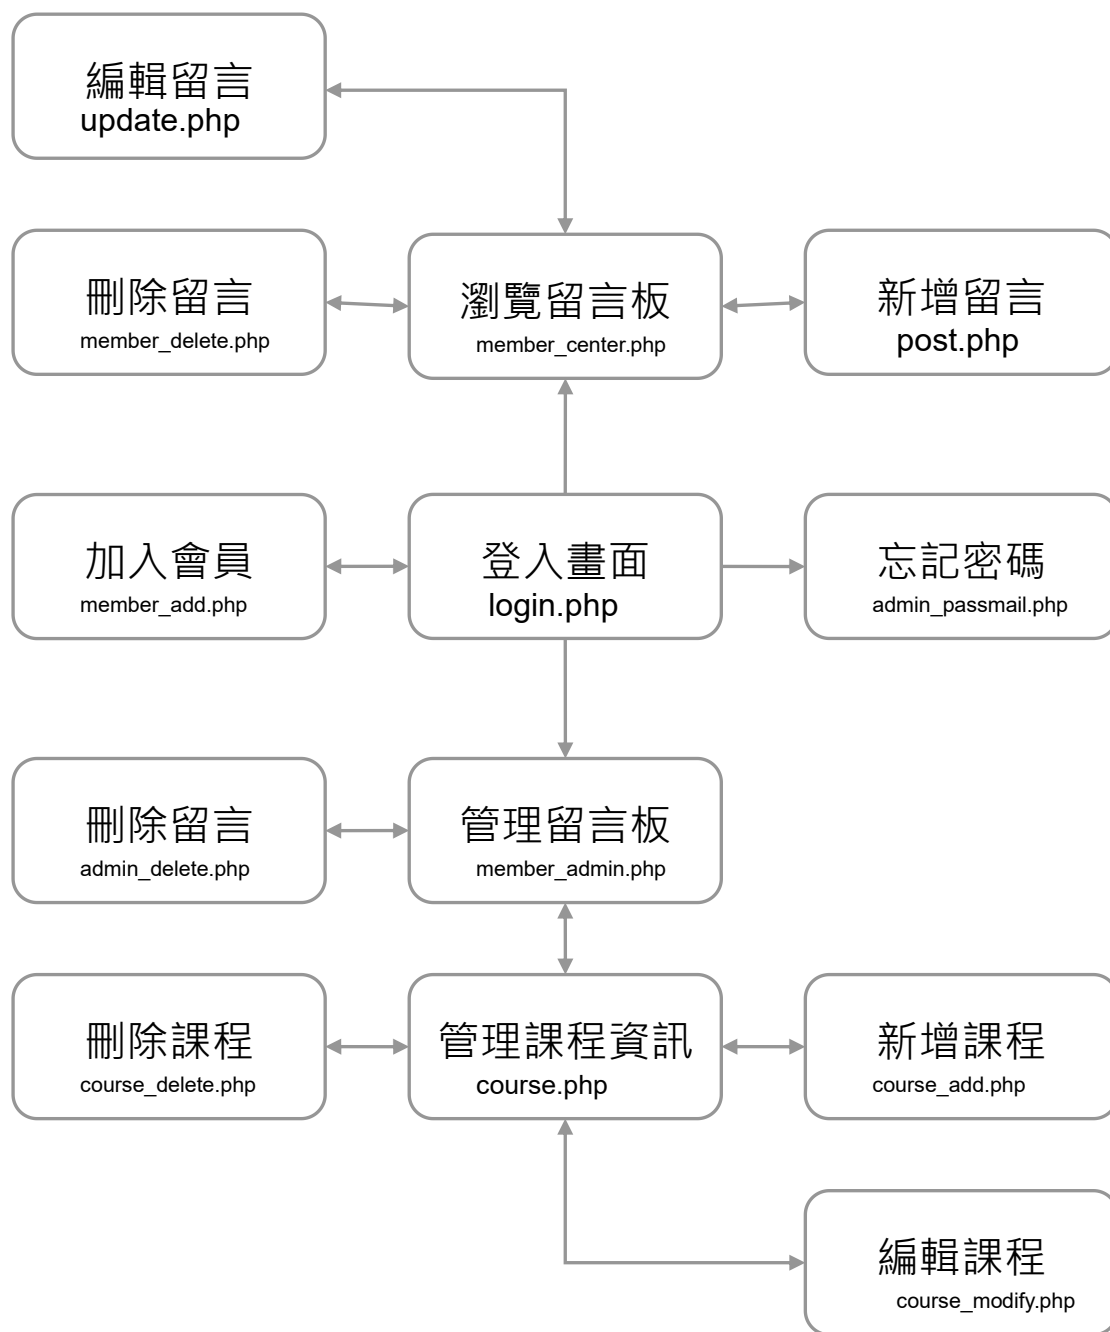 編輯留言
update.php
刪除留言
member_delete.php
瀏覽留言板
member_center.php
新增留言
post.php
加入會員
member_add.php
登入畫面
login.php
忘記密碼
admin_passmail.php
刪除留言
admin_delete.php
管理留言板
member_admin.php
刪除課程
course_delete.php
管理課程資訊
course.php
新增課程
course_add.php
編輯課程
course_modify.php